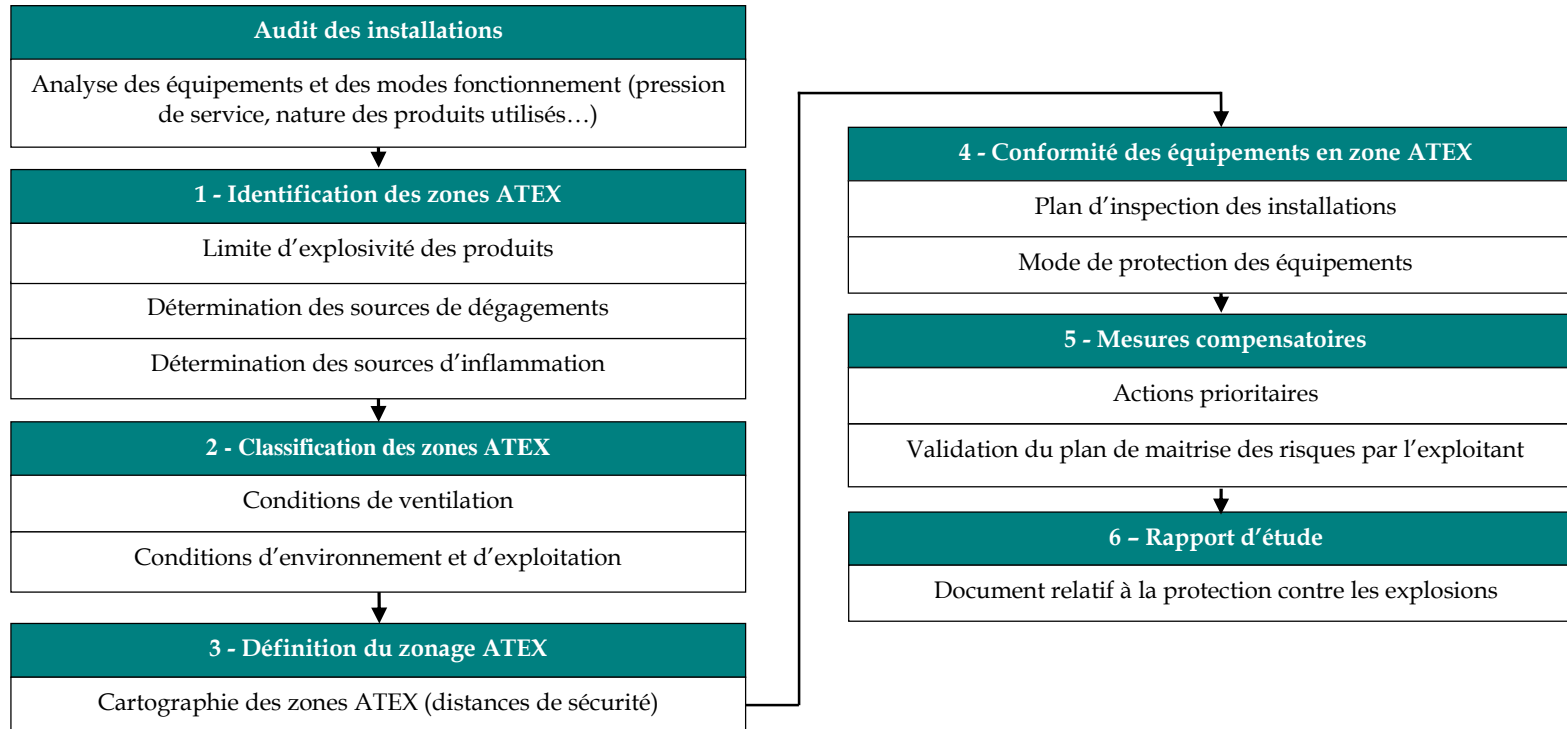 Audit des installations
Analyse des équipements et des modes fonctionnement (pression
de service, nature des produits utilisés…)
1 - Identification des zones ATEX
Limite d’explosivité des produits
Détermination des sources de dégagements
Détermination des sources d’inflammation
2 - Classification des zones ATEX
Conditions de ventilation
Conditions d’environnement et d’exploitation
3 - Définition du zonage ATEX
Cartographie des zones ATEX (distances de sécurité)
4 - Conformité des équipements en zone ATEX
Plan d’inspection des installations
Mode de protection des équipements
5 - Mesures compensatoires
Actions prioritaires
Validation du plan de maitrise des risques par l’exploitant
6 – Rapport d’étude
Document relatif à la protection contre les explosions